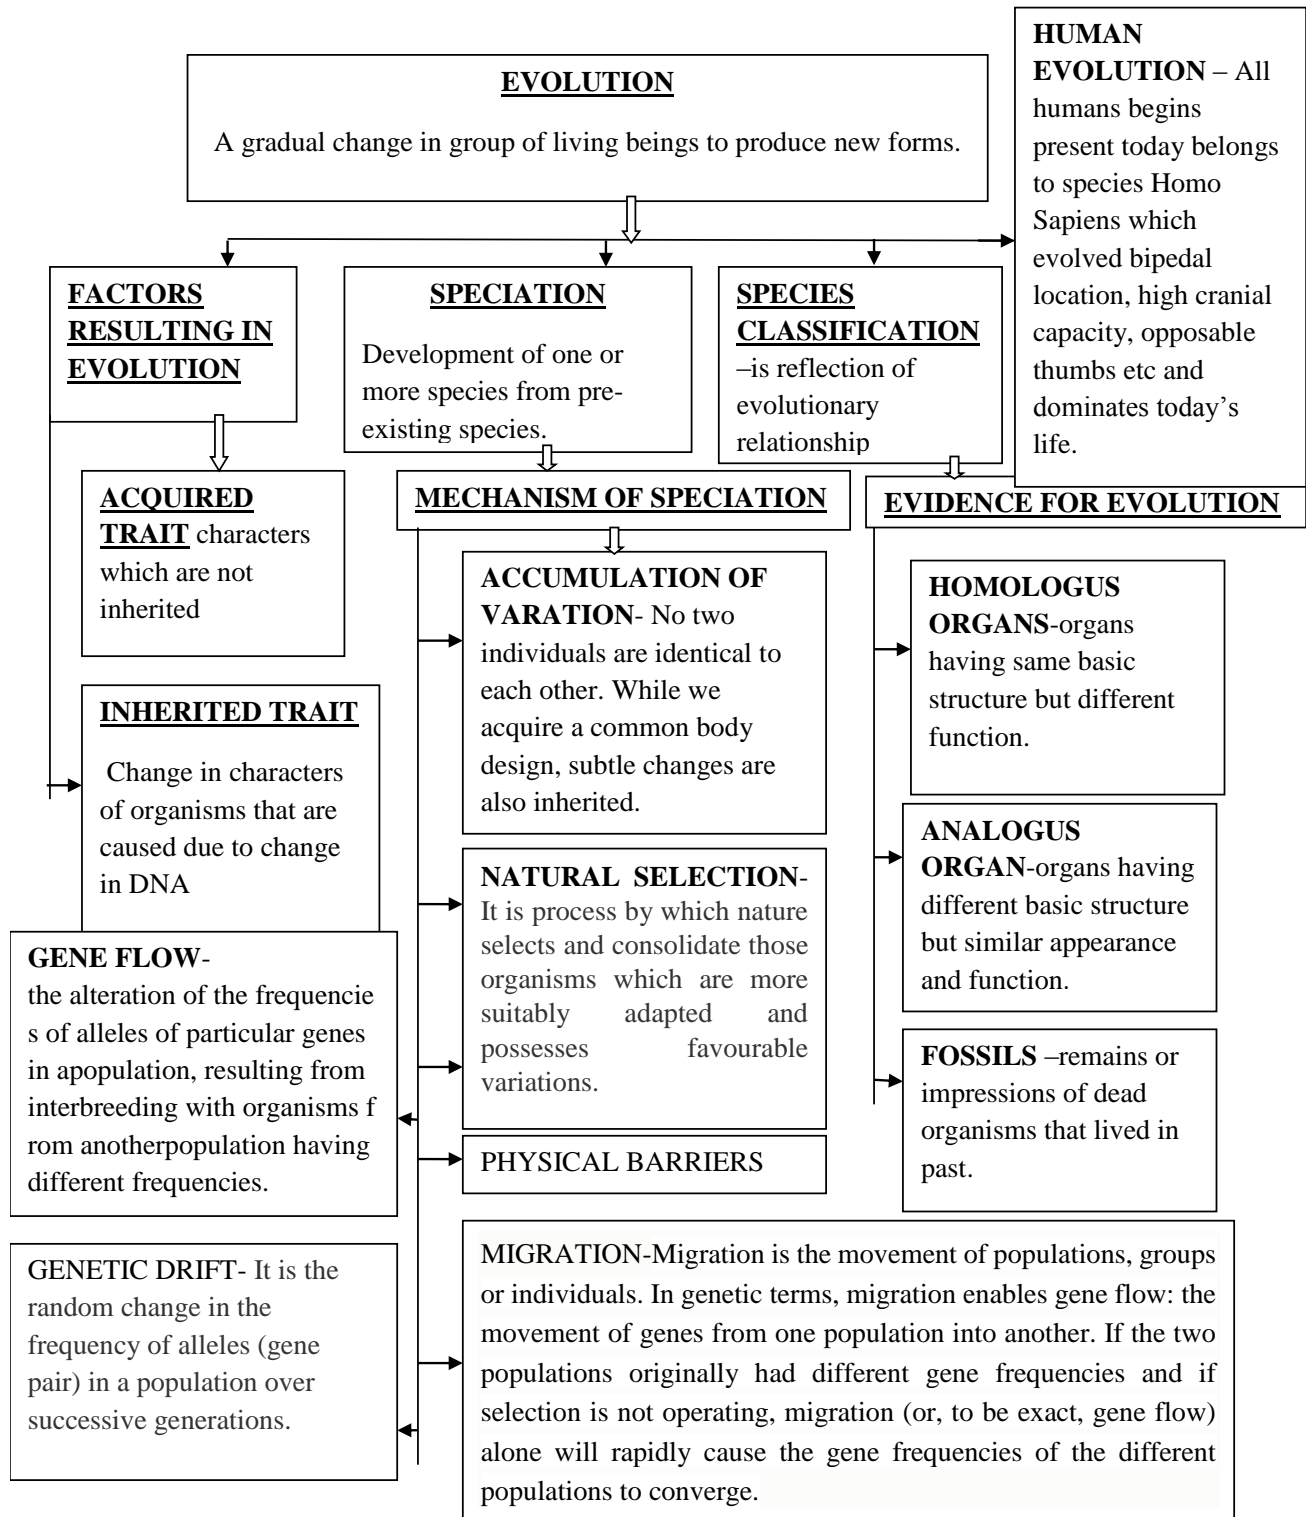 EVOLUTION
A gradual change in group of living beings to produce new forms.
HUMAN
EVOLUTION – All
humans begins
present today belongs
to species Homo
Sapiens which
evolved bipedal
location, high cranial
capacity, opposable
thumbs etc and
dominates today’s
life.
FACTORS
RESULTING IN
EVOLUTION
SPECIATION
Development of one or
more species from pre-
existing species.
SPECIES
CLASSIFICATION
–is reflection of
evolutionary
relationship
ACQUIRED
TRAIT characters
which are not
inherited
INHERITED TRAIT
Change in characters
of organisms that are
caused due to change
in DNA
MECHANISM OF SPECIATION
ACCUMULATION OF
VARATION- No two
individuals are identical to
each other. While we
acquire a common body
design, subtle changes are
also inherited.
NATURAL SELECTION-
It is process by which nature
selects and consolidate those
organisms which are more
suitably adapted and
possesses favourable
variations.
PHYSICAL BARRIERS
MIGRATION-Migration is the movement of populations, groups
or individuals. In genetic terms, migration enables gene flow: the
movement of genes from one population into another. If the two
populations originally had different gene frequencies and if
selection is not operating, migration (or, to be exact, gene flow)
alone will rapidly cause the gene frequencies of the different
populations to converge.
GENE FLOW-
the alteration of the frequencie
s of alleles of particular genes
in apopulation, resulting from
interbreeding with organisms f
rom anotherpopulation having
different frequencies.
GENETIC DRIFT- It is the
random change in the
frequency of alleles (gene
pair) in a population over
successive generations.
EVIDENCE FOR EVOLUTION
HOMOLOGUS
ORGANS-organs
having same basic
structure but different
function.
ANALOGUS
ORGAN-organs having
different basic structure
but similar appearance
and function.
FOSSILS –remains or
impressions of dead
organisms that lived in
past.